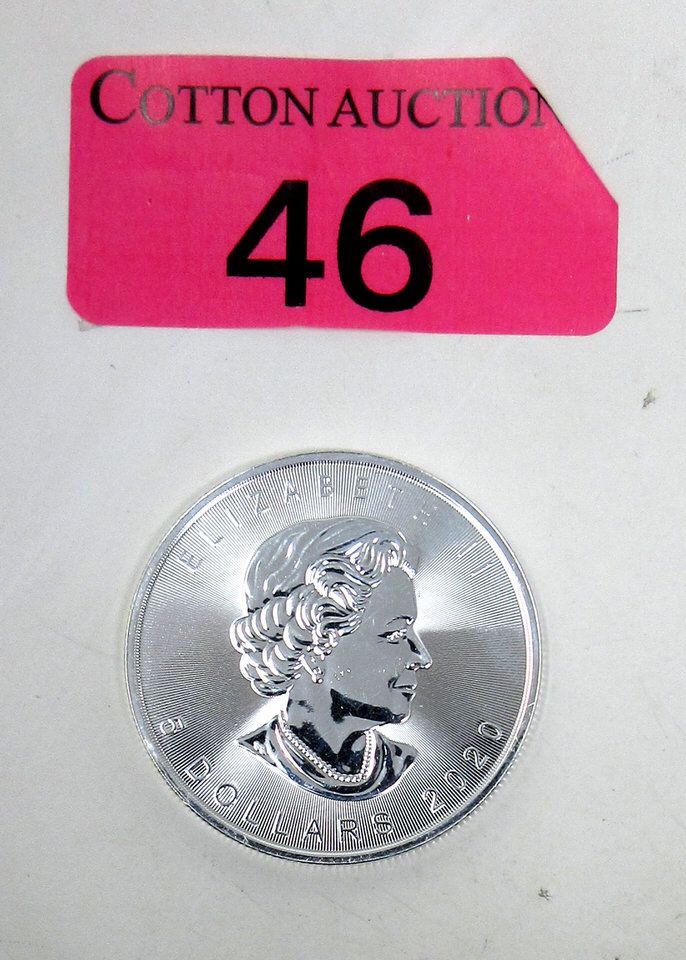 COTTON AUCTION
46
ELIZABETH II
5 DOLLARS 2020